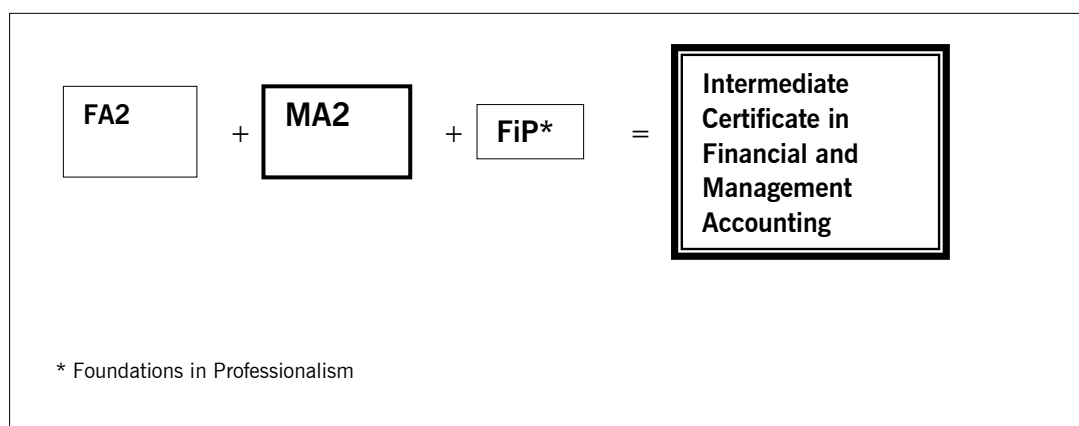 FA2 + MA2 + FiP* =
Intermediate
Certificate in
Financial and
Management
Accounting
* Foundations in Professionalism